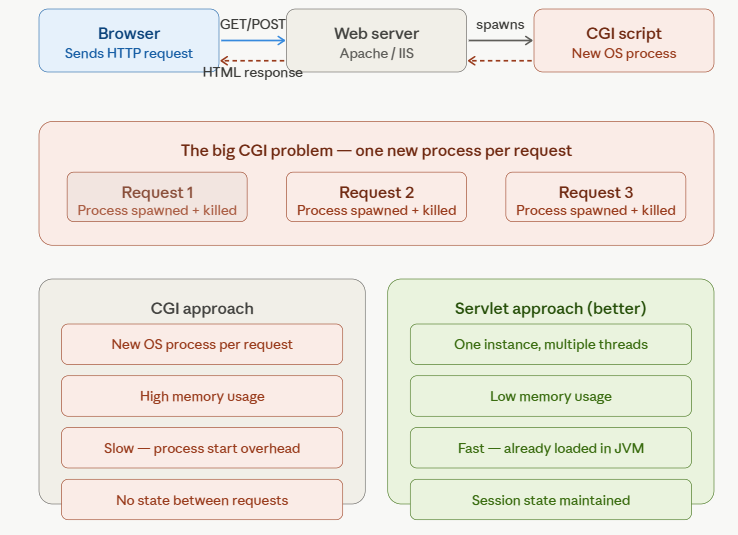 Browser
Sends HTTP request
GET/POST
HTML response
Web server
Apache / IIS
spawns
CGI script
New OS process
The big CGI problem — one new process per request
Request 1
Process spawned + killed
Request 2
Process spawned + killed
Request 3
Process spawned + killed
CGI approach
New OS process per request
High memory usage
Slow — process start overhead
No state between requests
Servlet approach (better)
One instance, multiple threads
Low memory usage
Fast — already loaded in JVM
Session state maintained